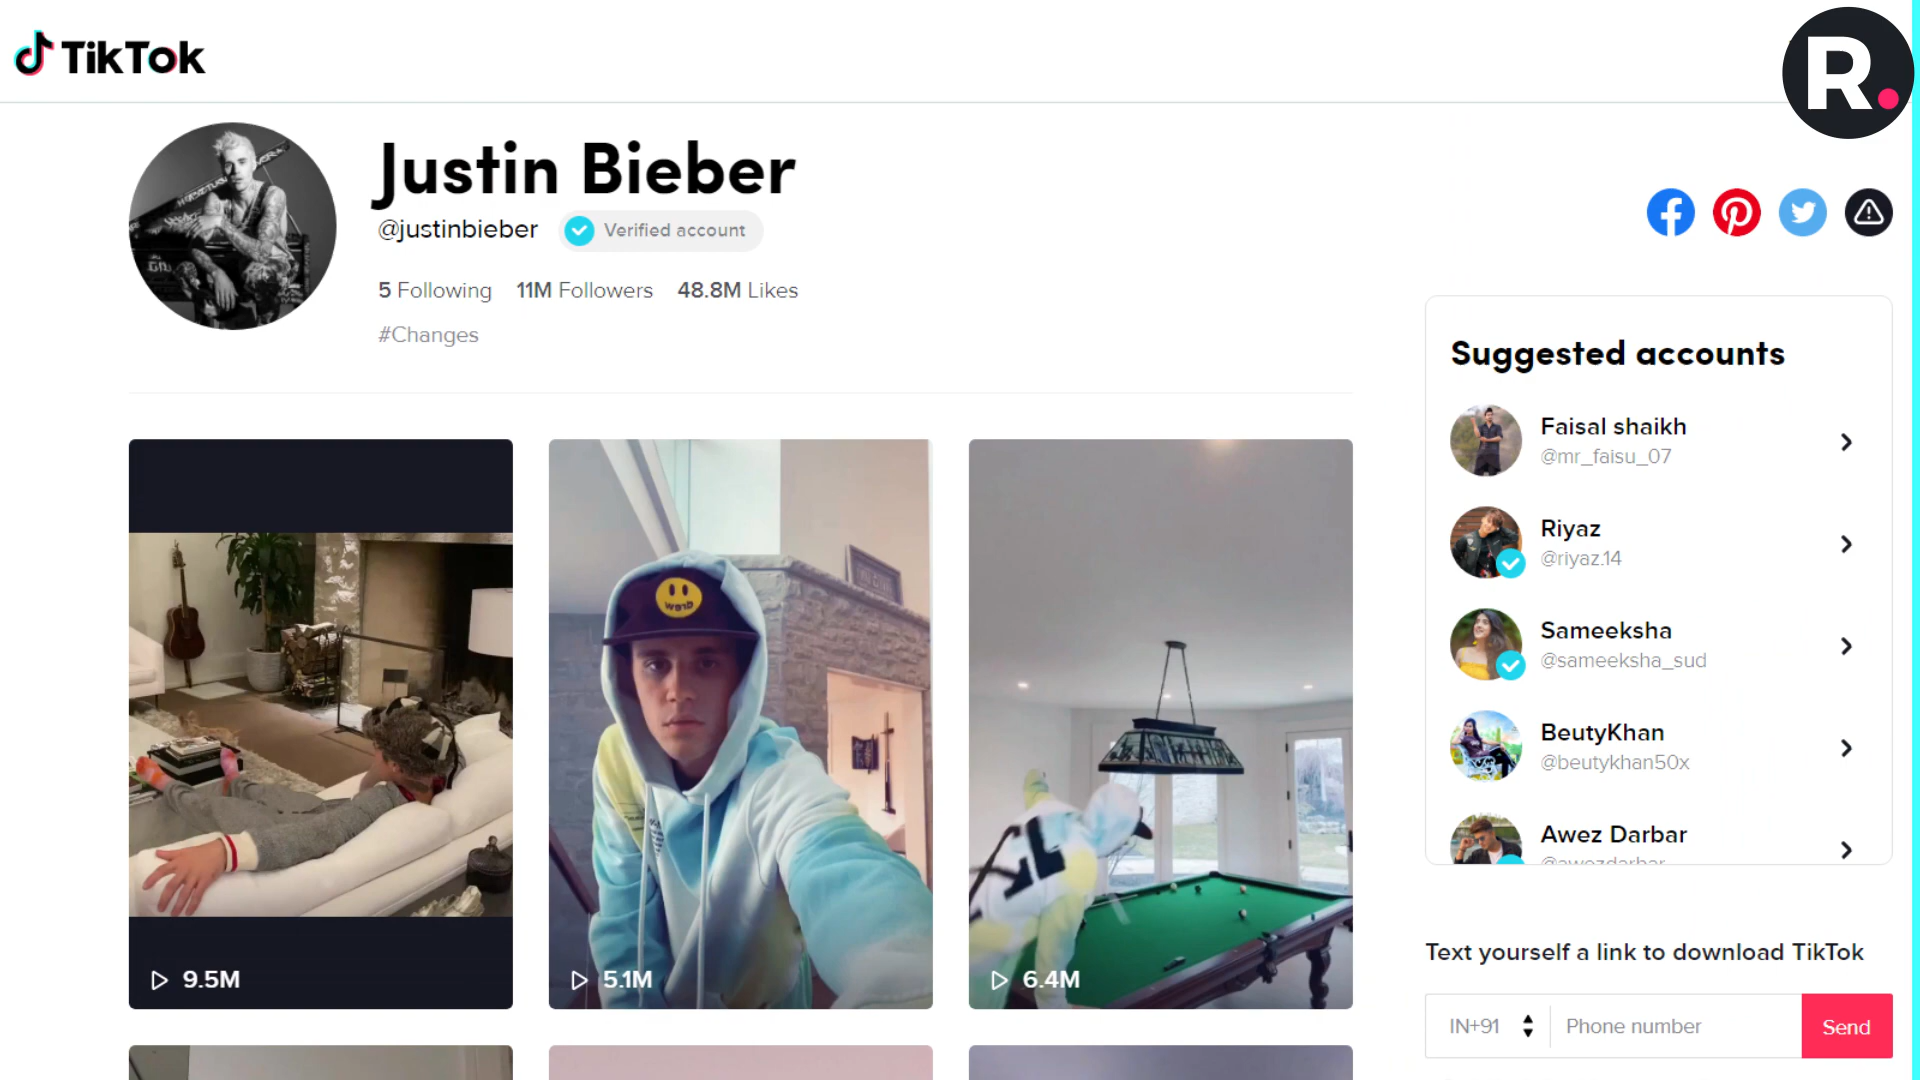 TikTok
R.
Justin Bieber
@justinbieber
Verified account
5 Following 11M Followers 48.8M Likes
#Changes
Suggested accounts
Faisal shaikh
@mr_faisu_07
Riyaz
@riyaz.14
Sameeksha
@sameeksha_sud
BeutyKhan
@beutykhan50x
Awez Darbar
@awezdarbar
9.5M
5.1M
6.4M
Text yourself a link to download TikTok
IN+91
Phone number
Send